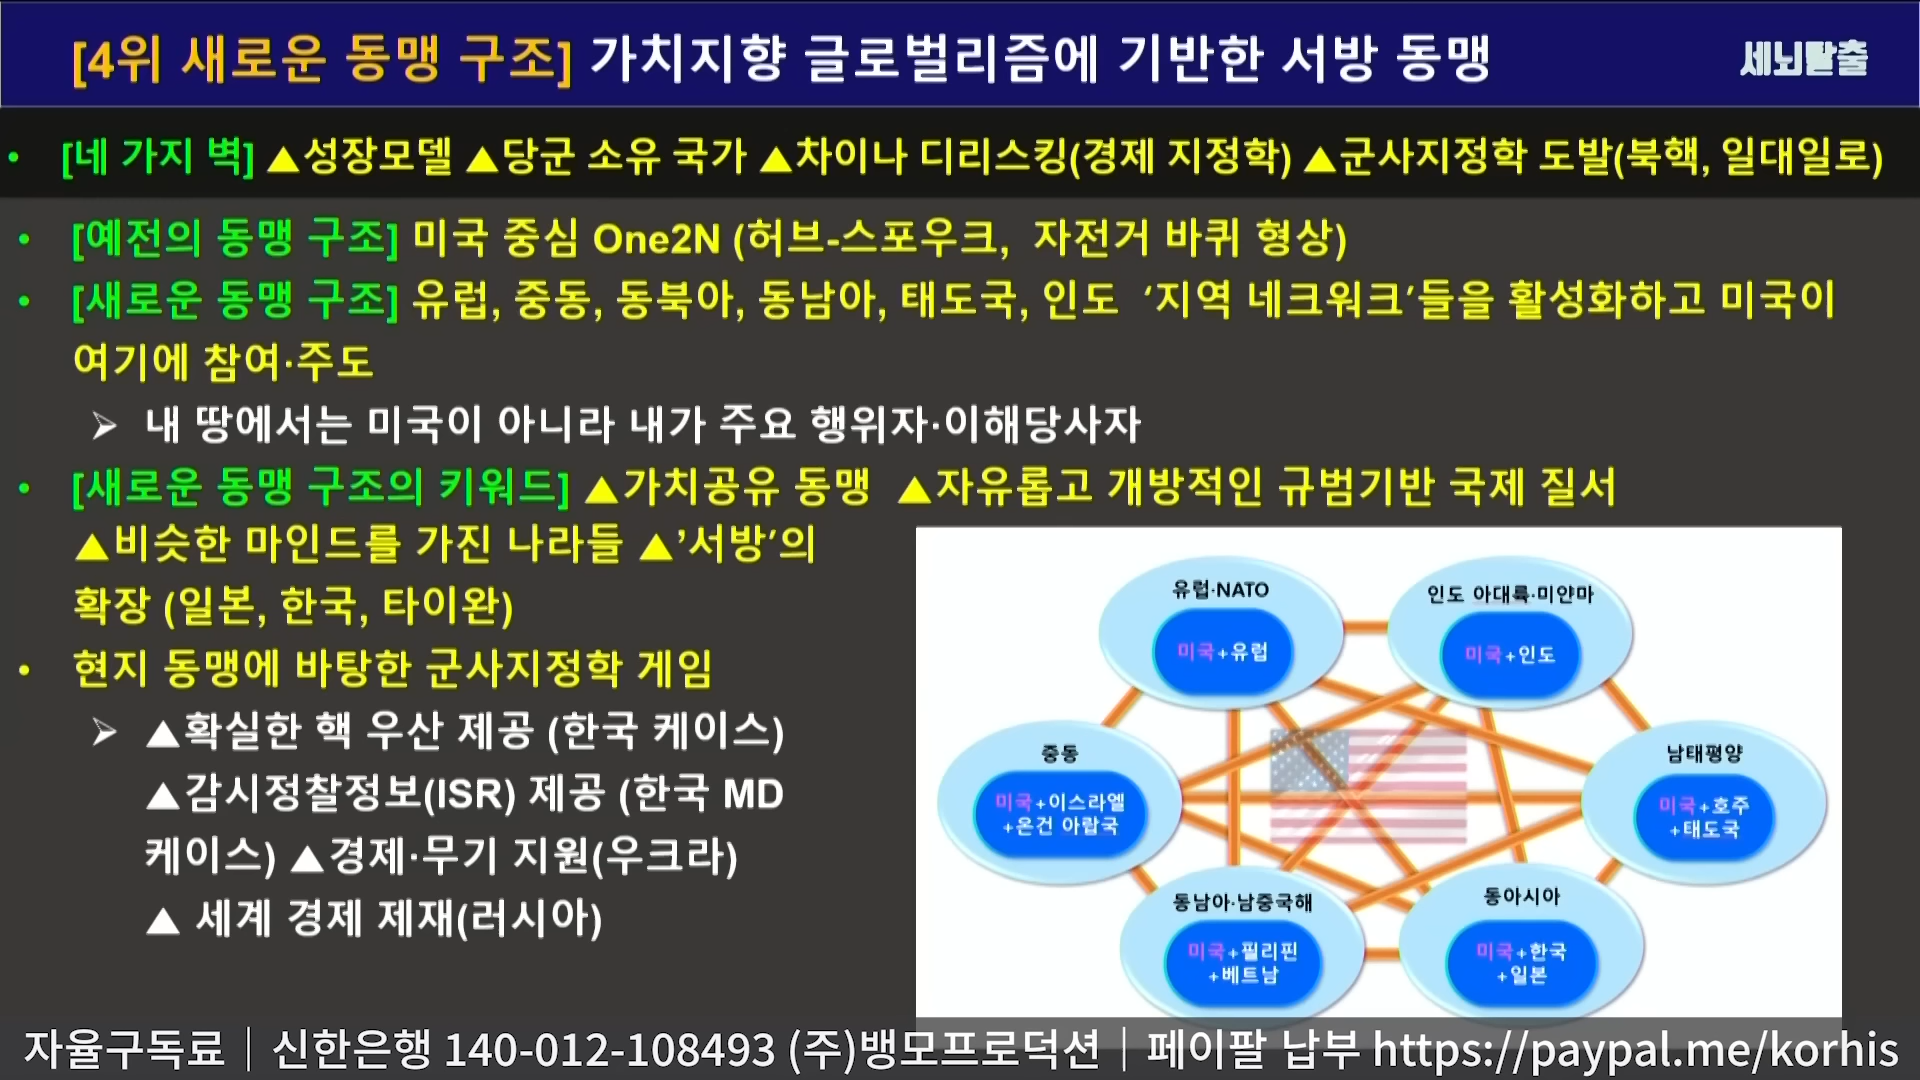 [4위 새로운 동맹 구조] 가치지향 글로벌리즘에 기반한 서방 동맹
세뇌탈출
• [네 가지 벽] ▲성장모델 ▲당군 소유 국가 ▲차이나 디리스킹(경제 지정학) ▲군사지정학 도발(북핵, 일대일로)
• [예전의 동맹 구조] 미국 중심 One2N (허브-스포우크, 자전거 바퀴 형상)
• [새로운 동맹 구조] 유럽, 중동, 동북아, 동남아, 태도국, 인도 ‘지역 네크워크’들을 활성화하고 미국이
여기에 참여·주도
➢ 내 땅에서는 미국이 아니라 내가 주요 행위자·이해당사자
• [새로운 동맹 구조의 키워드] ▲가치공유 동맹 ▲자유롭고 개방적인 규범기반 국제 질서
▲비슷한 마인드를 가진 나라들 ▲’서방’의
확장 (일본, 한국, 타이완)
• 현지 동맹에 바탕한 군사지정학 게임
➢ ▲확실한 핵 우산 제공 (한국 케이스)
▲감시정찰정보(ISR) 제공 (한국 MD
케이스) ▲경제·무기 지원(우크라)
▲ 세계 경제 제재(러시아)
유럽·NATO
미국+유럽
인도 아대륙·미얀마
미국+인도
중동
미국+이스라엘
+온건 아랍국
남태평양
미국+호주
+태도국
동남아·남중국해
미국+필리핀
+베트남
동아시아
미국+한국
+일본
자율구독료｜신한은행 140-012-108493 (주)뱅모프로덕션｜페이팔 납부 https://paypal.me/korhis